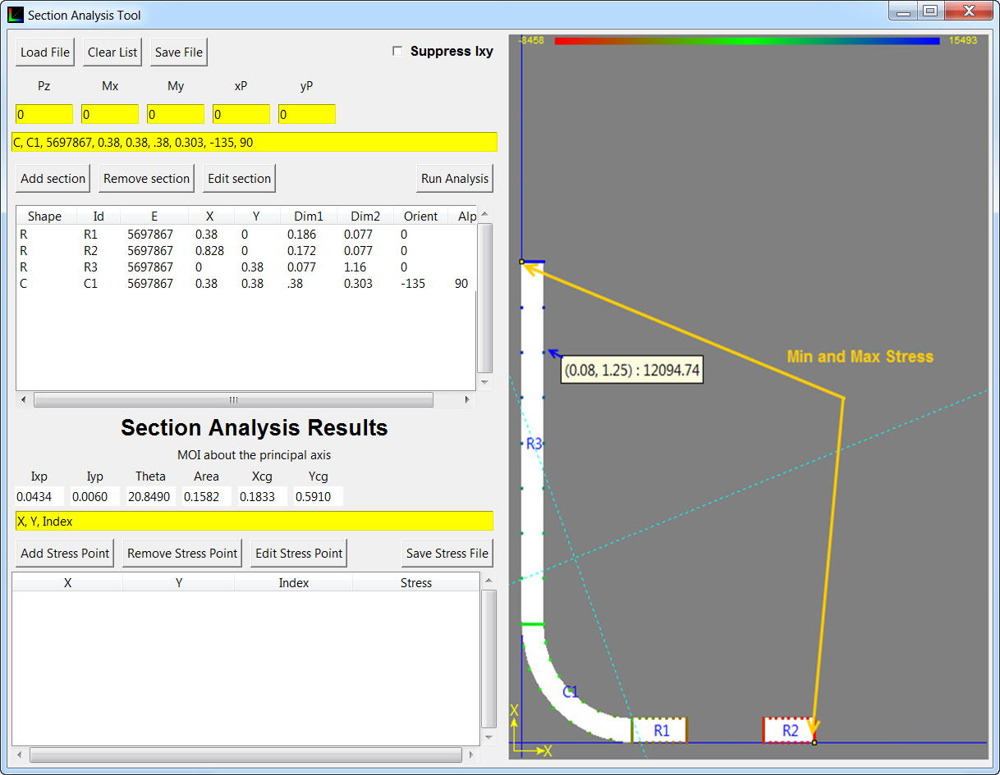 Section Analysis Tool
Load File Clear List Save File Suppress Ixy
Pz Mx My xP yP
0 0 0 0 0
C, C1, 5697867, 0.38, 0.38, .38, 0.303, -135, 90
Add section Remove section Edit section Run Analysis
Shape Id E X Y Dim1 Dim2 Orient Alp
R R1 5697867 0.38 0 0.186 0.077 0
R R2 5697867 0.828 0 0.172 0.077 0
R R3 5697867 0 0.38 0.077 1.16 0
C C1 5697867 0.38 0.38 .38 0.303 -135 90
Section Analysis Results
MOI about the principal axis
Ixp Iyp Theta Area Xcg Ycg
0.0434 0.0060 20.8490 0.1582 0.1833 0.5910
X, Y, Index
Add Stress Point Remove Stress Point Edit Stress Point Save Stress File
X Y Index Stress
-8458 15493
Min and Max Stress
(0.08, 1.25) : 12094.74
R3
C1
X
R1 R2
X